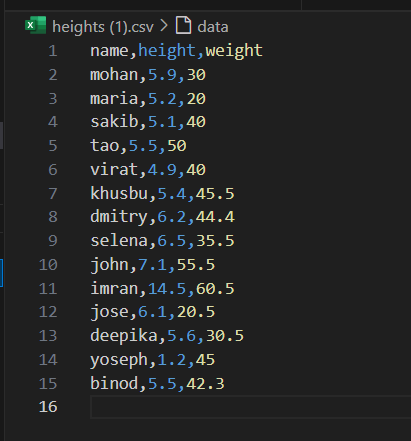 heights (1).csv > data
1 name,height,weight
2 mohan,5.9,30
3 maria,5.2,20
4 sakib,5.1,40
5 tao,5.5,50
6 virat,4.9,40
7 khusbu,5.4,45.5
8 dmitry,6.2,44.4
9 selena,6.5,35.5
10 john,7.1,55.5
11 imran,14.5,60.5
12 jose,6.1,20.5
13 deepika,5.6,30.5
14 yoseph,1.2,45
15 binod,5.5,42.3
16